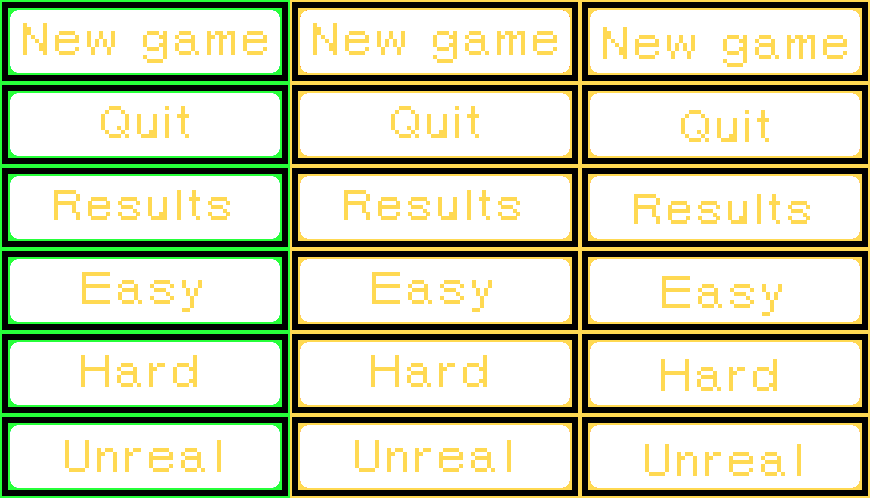 New game New game New game
Quit Quit Quit
Results Results Results
Easy Easy Easy
Hard Hard Hard
Unreal Unreal Unreal